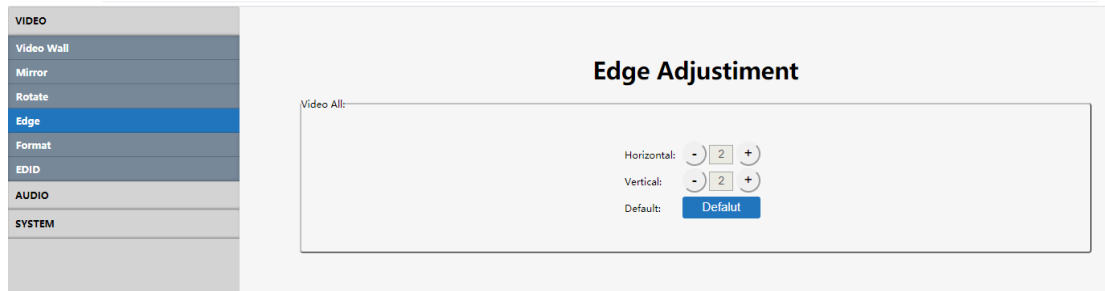 VIDEO
Video Wall
Mirror
Rotate
Edge
Format
EDID
AUDIO
SYSTEM
Edge Adjustiment
Video All:
Horizontal: - 2 +
Vertical: - 2 +
Default: Defalut